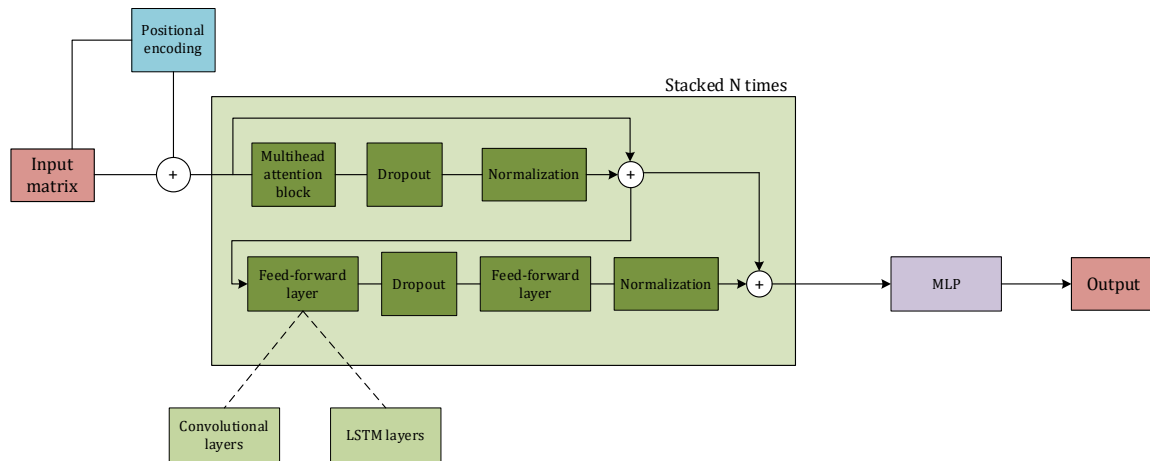 Positional
encoding
Stacked N times
Input
matrix
+
Multihead
attention
block
Dropout
Normalization
+
Feed-forward
layer
Dropout
Feed-forward
layer
Normalization
+
MLP
Output
Convolutional
layers
LSTM layers